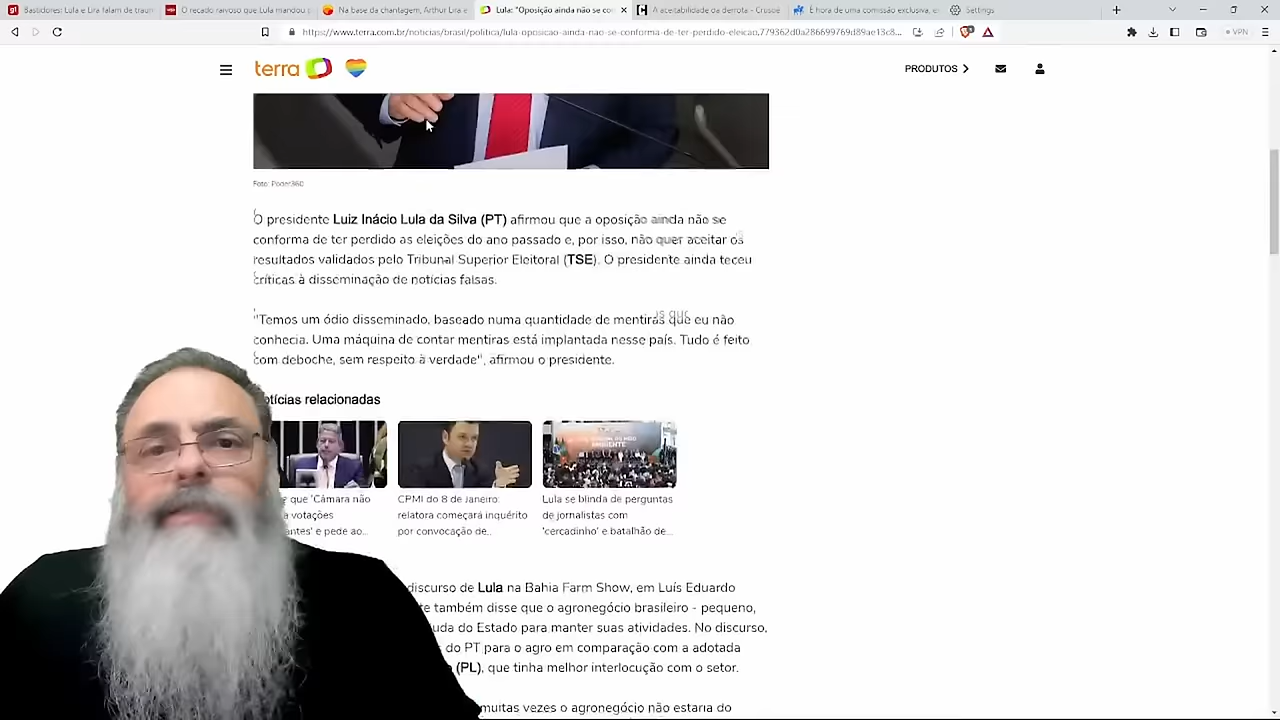 Bastidores: Lula e Lira falam de traum
O recado raivoso que Lula mandou p
Na base da chantagem, Arthur Lira e
Lula: "Oposição ainda não se co
A aceitabilidade da derrota - Crusoé
É hora de uma comissão exclusiva, es
Settings
https://www.terra.com.br/noticias/brasil/politica/lula-oposicao-ainda-nao-se-conforma-de-ter-perdido-eleicao,779362d0a286699769d89ae13c8...
VPN
terra
PRODUTOS
Foto: Poder360
O presidente Luiz Inácio Lula da Silva (PT) afirmou que a oposição ainda não se
conforma de ter perdido as eleições do ano passado e, por isso, não quer aceitar os
resultados validados pelo Tribunal Superior Eleitoral (TSE). O presidente ainda teceu
críticas à disseminação de notícias falsas.
"Temos um ódio disseminado, baseado numa quantidade de mentiras que eu não
conhecia. Uma máquina de contar mentiras está implantada nesse país. Tudo é feito
com deboche, sem respeito à verdade", afirmou o presidente.
otícias relacionadas
e que 'Câmara não
a votações
antes' e pede ao...
CPMI do 8 de Janeiro:
relatora começará inquérito
por convocação de...
Lula se blinda de perguntas
de jornalistas com
'cercadinho' e batalhão de...
discurso de Lula na Bahia Farm Show, em Luís Eduardo
te também disse que o agronegócio brasileiro - pequeno,
uda do Estado para manter suas atividades. No discurso,
s do PT para o agro em comparação com a adotada
(PL), que tinha melhor interlocução com o setor.
muitas vezes o agronegócio não estaria do